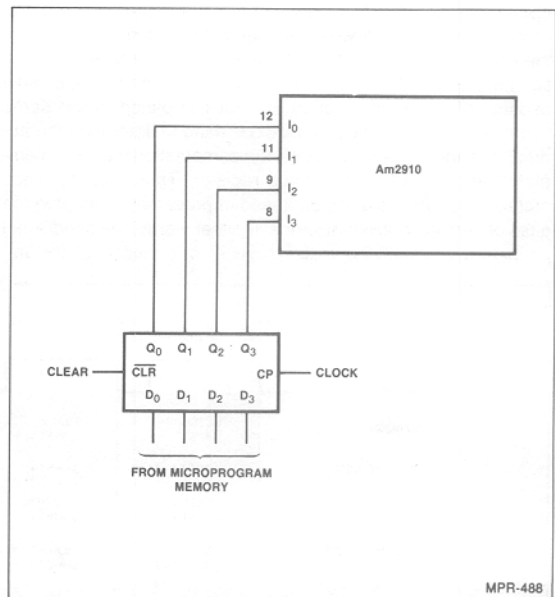 12
I0
11
I1
Am2910
9
I2
8
I3
Q0 Q1 Q2 Q3
CLEAR CLR CP CLOCK
D0 D1 D2 D3
FROM MICROPROGRAM
MEMORY
MPR-488